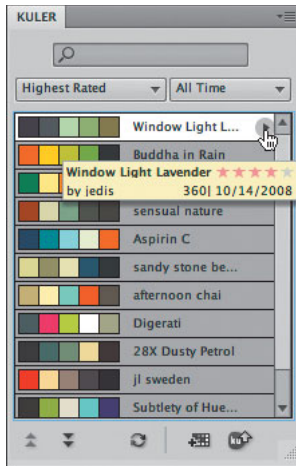 KULER
Highest Rated
All Time
Window Light L...
Buddha in Rain
Window Light Lavender
by jedis 360| 10/14/2008
sensual nature
Aspirin C
sandy stone be...
afternoon chai
Digerati
28X Dusty Petrol
jl sweden
Subtlety of Hue...
ku